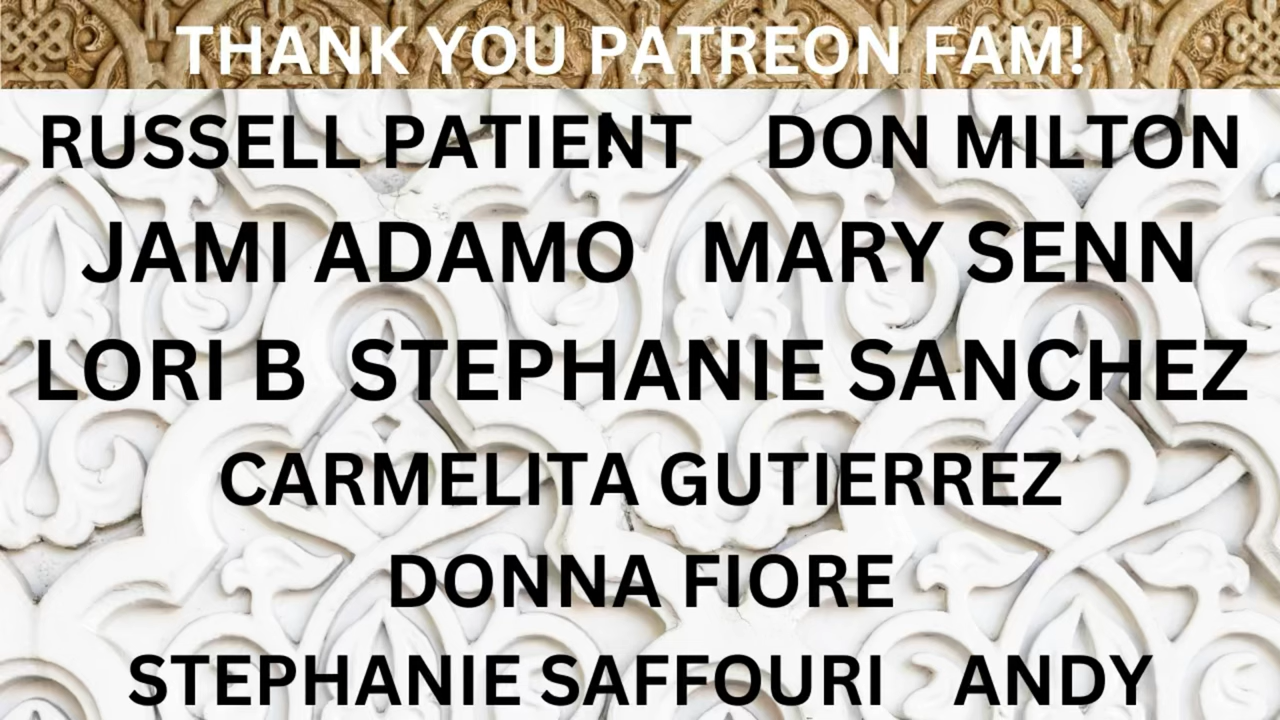 THANK YOU PATREON FAM!
RUSSELL PATIENT DON MILTON
JAMI ADAMO MARY SENN
LORI B STEPHANIE SANCHEZ
CARMELITA GUTIERREZ
DONNA FIORE
STEPHANIE SAFFOURI ANDY